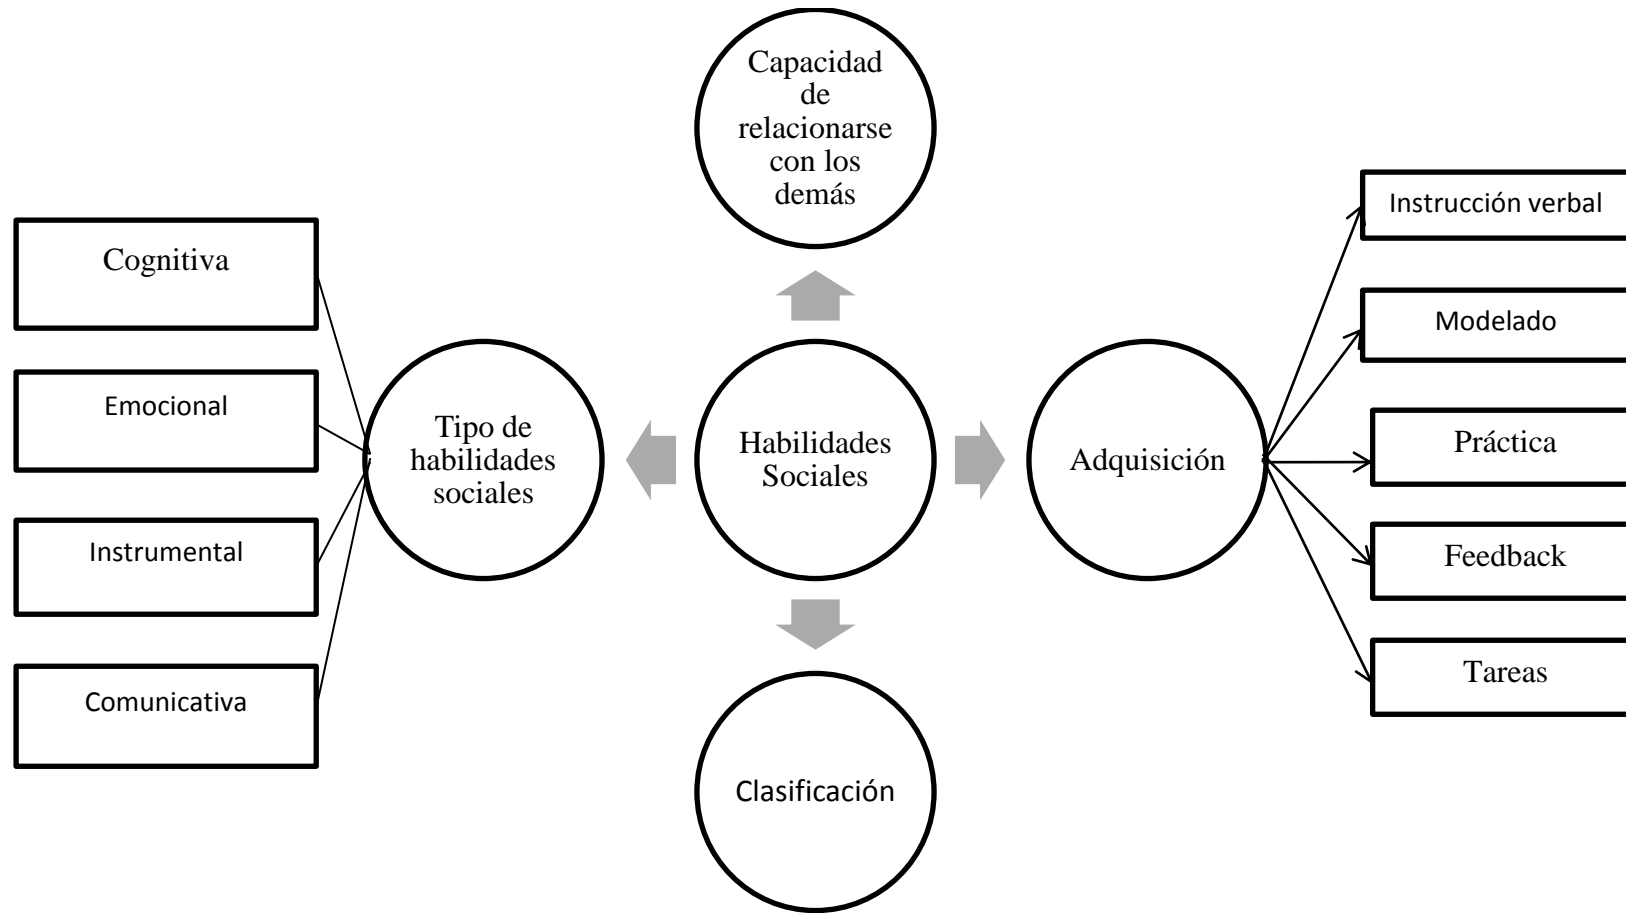 Capacidad
de
relacionarse
con los
demás
Cognitiva
Emocional
Instrumental
Comunicativa
Tipo de
habilidades
sociales
Habilidades
Sociales
Adquisición
Instrucción verbal
Modelado
Práctica
Feedback
Tareas
Clasificación